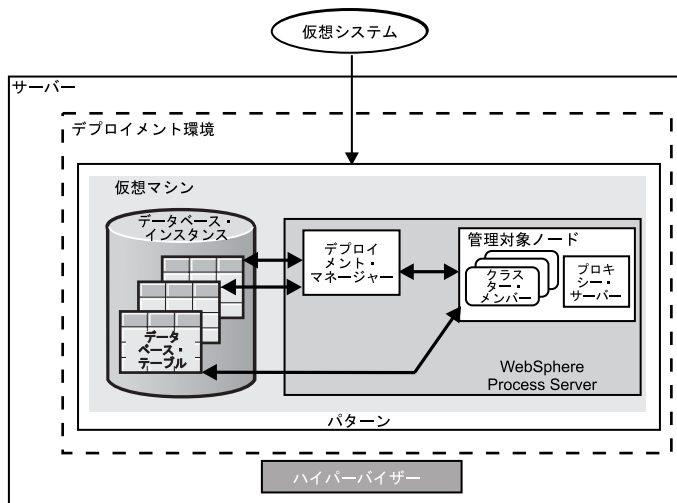 仮想システム
サーバー
デプロイメント環境
仮想マシン
データベース・
インスタンス
データ
ベース・
テーブル
デプロイ
メント・
マネージャー
管理対象ノード
クラス
ター・
メンバー
プロキ
シー・
サーバー
WebSphere
Process Server
パターン
ハイパーバイザー